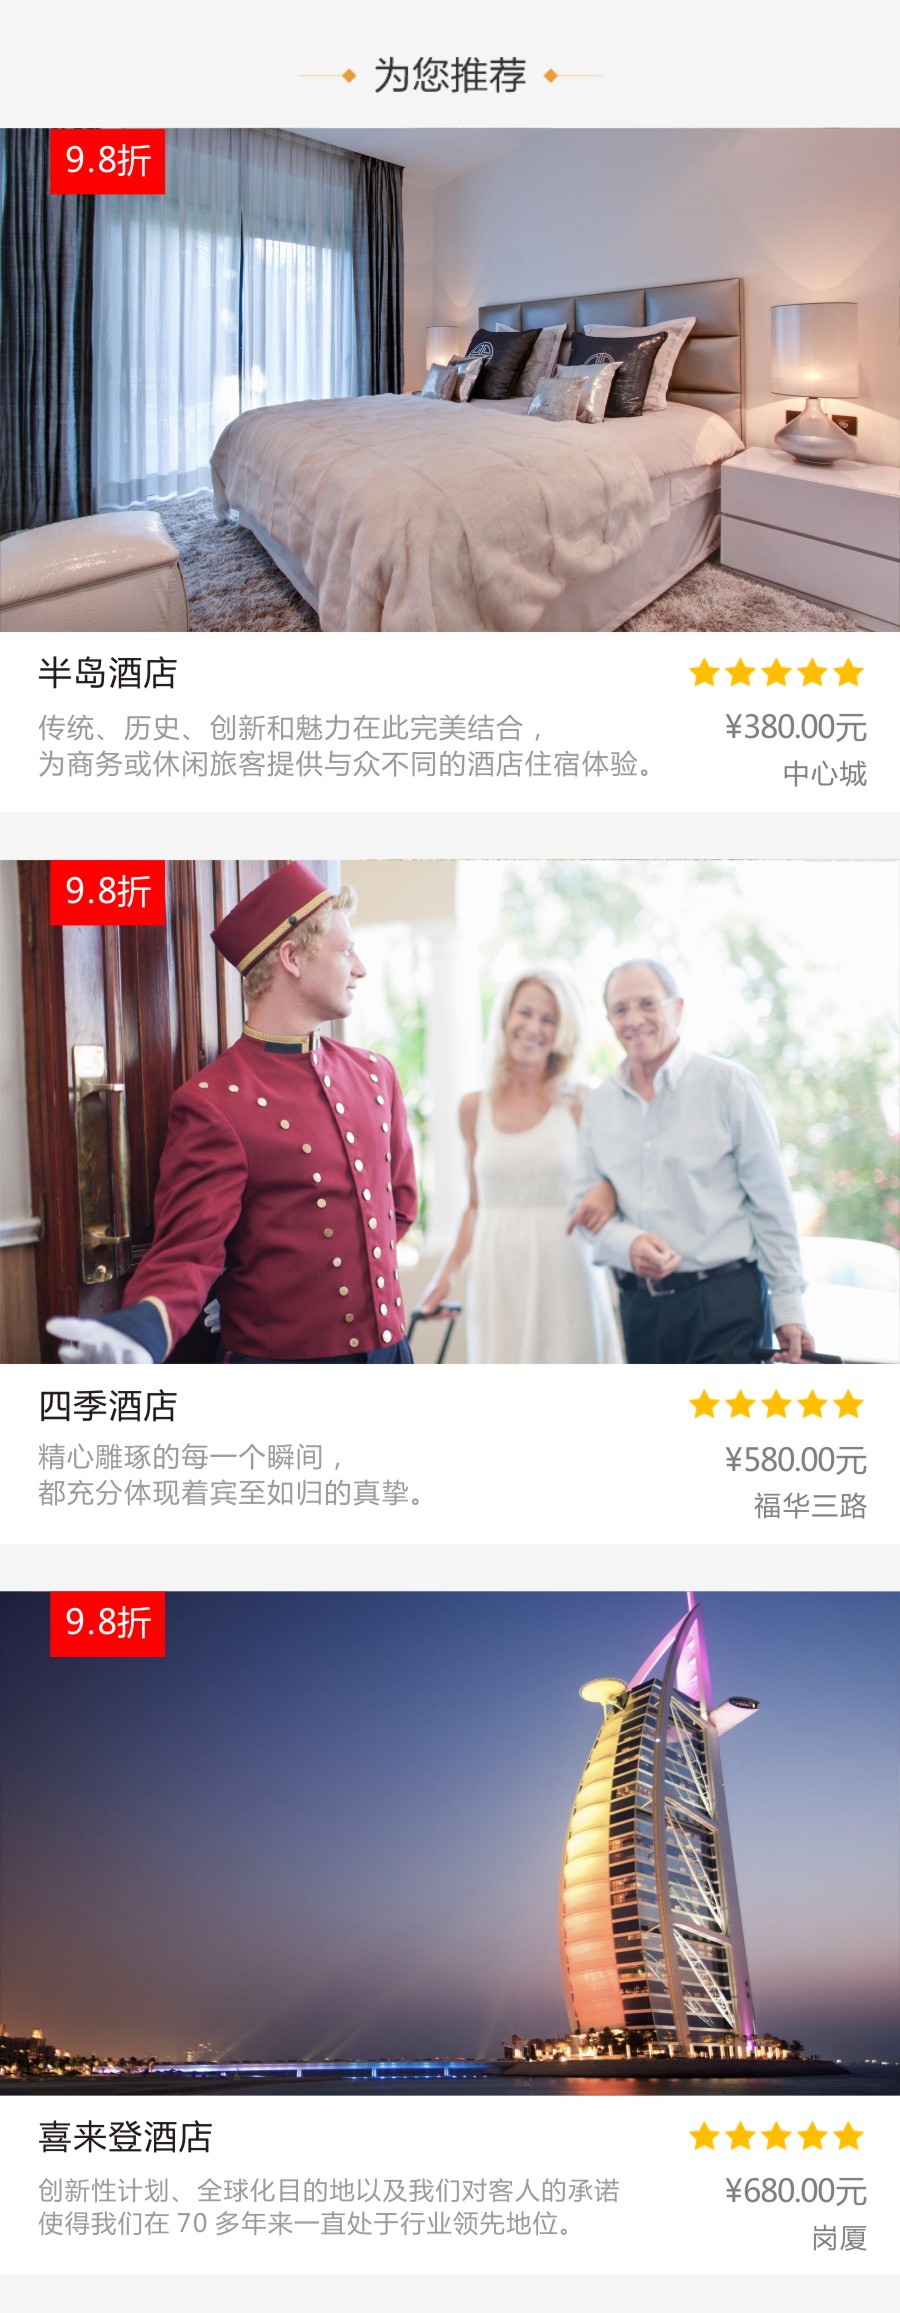 为您推荐
9.8折
半岛酒店
传统、历史、创新和魅力在此完美结合，
为商务或休闲旅客提供与众不同的酒店住宿体验。
¥380.00元
中心城
9.8折
四季酒店
精心雕琢的每一个瞬间，
都充分体现着宾至如归的真挚。
¥580.00元
福华三路
9.8折
喜来登酒店
创新性计划、全球化目的地以及我们对客人的承诺
使得我们在 70 多年来一直处于行业领先地位。
¥680.00元
岗厦